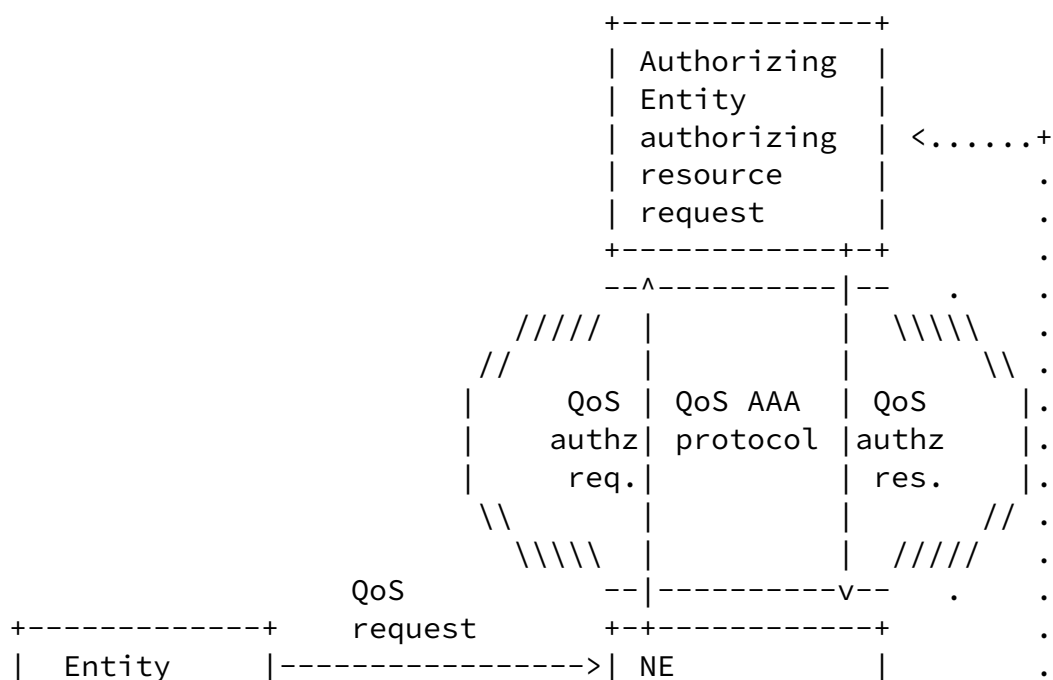 +--------------+
                                 | Authorizing  |
                                 | Entity       |
                                 | authorizing  | <......+
                                 | resource     |        .
                                 | request      |        .
                                 +------------+-+        .
                                 --^----------|--   .    .
                            /////  |          |  \\\\\   .
                          //       |          |       \\ .
                         |     QoS | QoS AAA  | QoS     |.
                         |    authz| protocol |authz    |.
                         |     req.|          | res.    |.
                          \\       |          |       // .
                            \\\\\  |          |  /////   .
                   QoS           --|----------v--   .    .
+-------------+    request       +-+------------+        .
|  Entity     |----------------->| NE           |        .